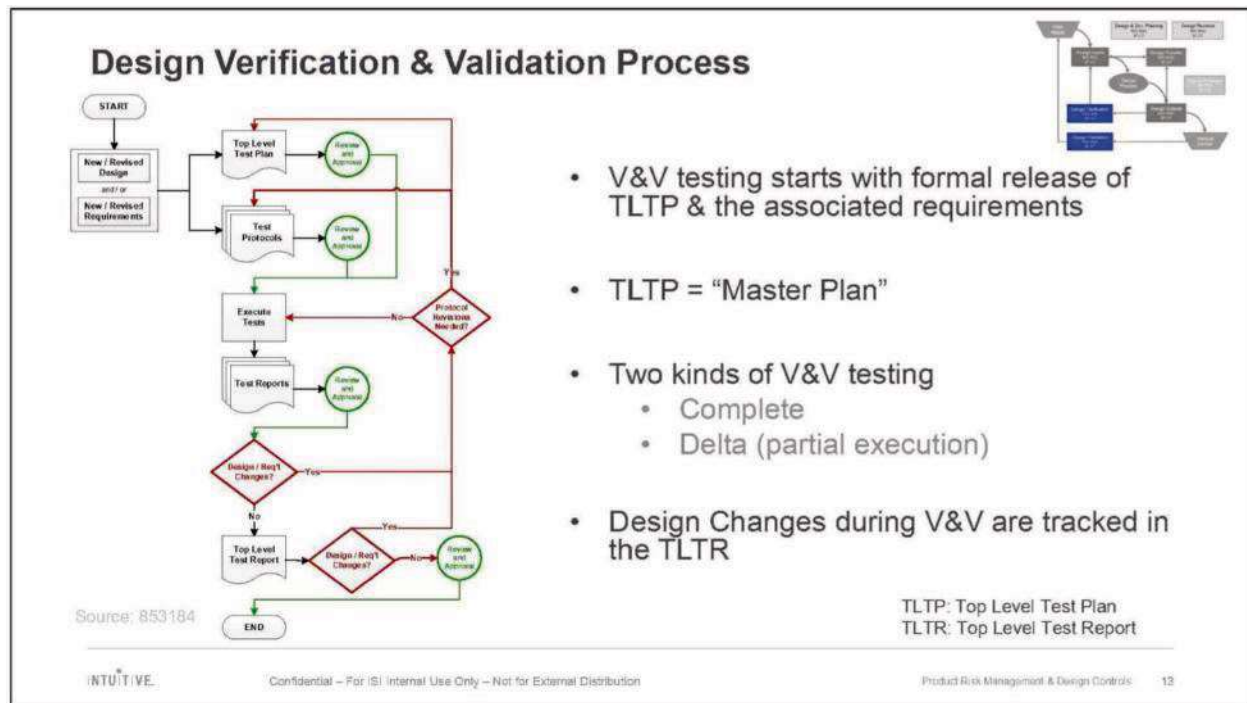 Design Verification & Validation Process
START
New / Revised
Design
and / or
New / Revised
Requirements
Top Level
Test Plan
Review
and
Approval
Test
Protocols
Review
and
Approval
Yes
Execute
Tests
No
Protocol
Revisions
Needed?
Test Reports
Review
and
Approval
Design / Req't
Changes?
Yes
No
Yes
Top Level
Test Report
Design / Req't
Changes?
No
Review
and
Approval
END
Source: 853184
• V&V testing starts with formal release of
TLTP & the associated requirements
• TLTP = “Master Plan”
• Two kinds of V&V testing
• Complete
• Delta (partial execution)
• Design Changes during V&V are tracked in
the TLTR
TLTP: Top Level Test Plan
TLTR: Top Level Test Report
INTUITIVE
Confidential – For ISI Internal Use Only – Not for External Distribution
Product Risk Management & Design Controls
13